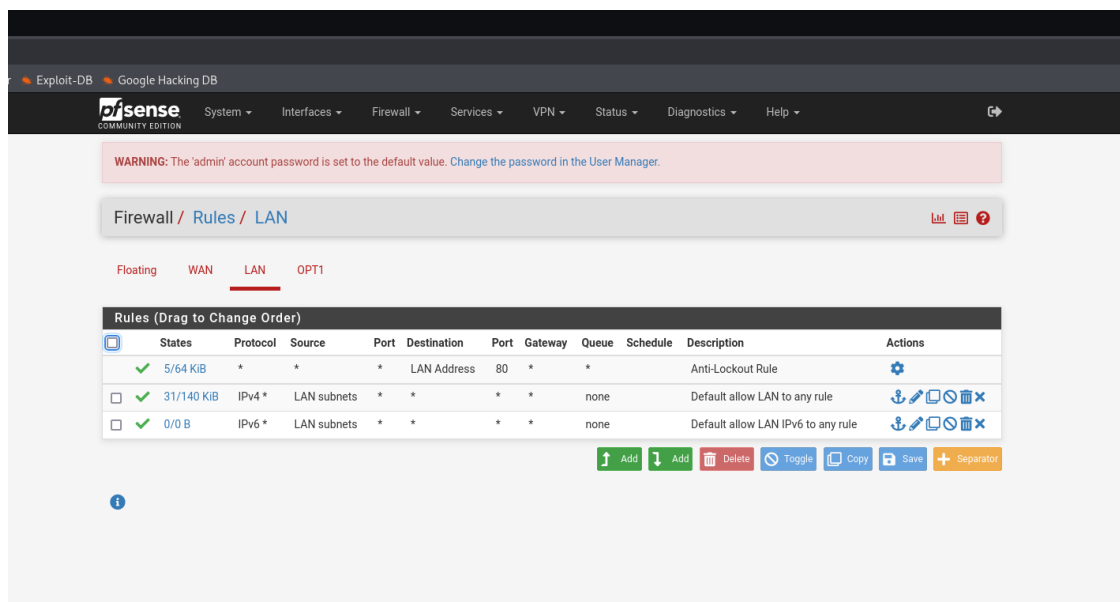 r Exploit-DB Google Hacking DB
pfsense
COMMUNITY EDITION
System Interfaces Firewall Services VPN Status Diagnostics Help
WARNING: The 'admin' account password is set to the default value. Change the password in the User Manager.
Firewall / Rules / LAN
Floating WAN LAN OPT1
Rules (Drag to Change Order)
States Protocol Source Port Destination Port Gateway Queue Schedule Description Actions
5/64 KiB * * * LAN Address 80 * * Anti-Lockout Rule
31/140 KiB IPv4 * LAN subnets * * * * none Default allow LAN to any rule
0/0 B IPv6 * LAN subnets * * * * none Default allow LAN IPv6 to any rule
Add Add Delete Toggle Copy Save Separator